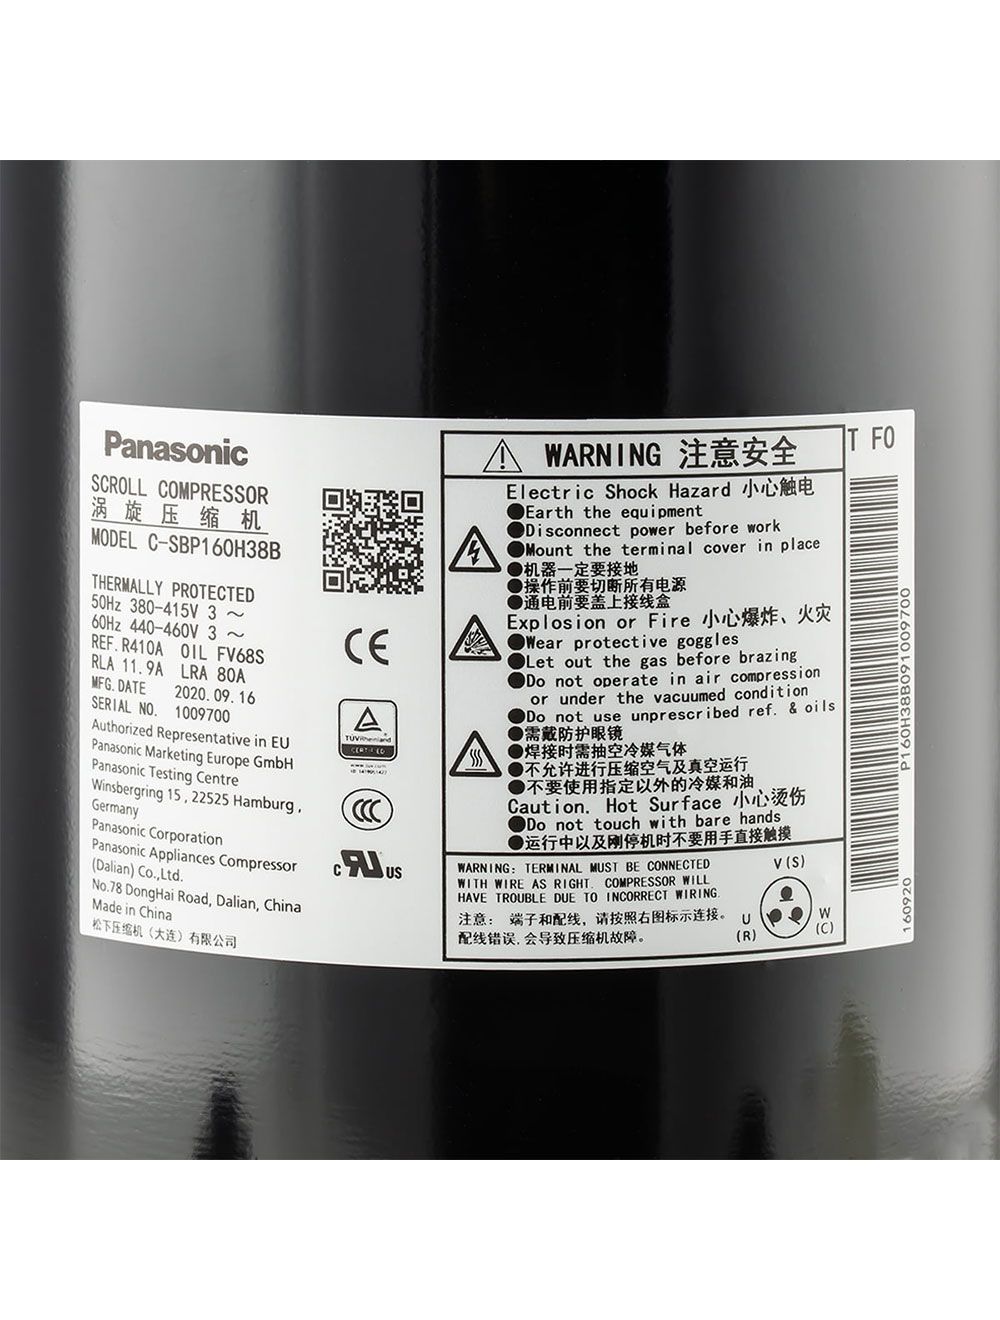 Panasonic
SCROLL COMPRESSOR
涡 旋 压 缩 机
MODEL C-SBP160H38B
THERMALLY PROTECTED
50Hz 380-415V 3 ~
60Hz 440-460V 3 ~
REF. R410A OIL FV68S
RLA 11.9A LRA 80A
MFG. DATE 2020.09.16
SERIAL NO. 1009700
Authorized Representative in EU
Panasonic Marketing Europe GmbH
Panasonic Testing Centre
Winsbergring 15 , 22525 Hamburg ,
Germany
Panasonic Corporation
Panasonic Appliances Compressor
(Dalian) Co.,Ltd.
No.78 DongHai Road, Dalian, China
Made in China
松下压缩机（大连）有限公司
CE
TÜVRheinland
CERTIFIED
CCC
c RU US
WARNING 注意安全
Electric Shock Hazard 小心触电
●Earth the equipment
●Disconnect power before work
●Mount the terminal cover in place
●机器一定要接地
●操作前要切断所有电源
●通电前要盖上接线盒
Explosion or Fire 小心爆炸、火灾
●Wear protective goggles
●Let out the gas before brazing
●Do not operate in air compression
or under the vacuumed condition
●Do not use unprescribed ref. & oils
●需戴防护眼镜
●焊接时需抽空冷媒气体
●不允许进行压缩空气及真空运行
●不要使用指定以外的冷媒和油
Caution. Hot Surface 小心烫伤
●Do not touch with bare hands
●运行中以及刚停机时不要用手直接触摸
WARNING: TERMINAL MUST BE CONNECTED
WITH WIRE AS RIGHT. COMPRESSOR WILL
HAVE TROUBLE DUE TO INCORRECT WIRING.
注意: 端子和配线, 请按照右图标示连接。
配线错误, 会导致压缩机故障。
V (S)
U
(R)
W
(C)
T F0
P160H38B0910097​00
160920